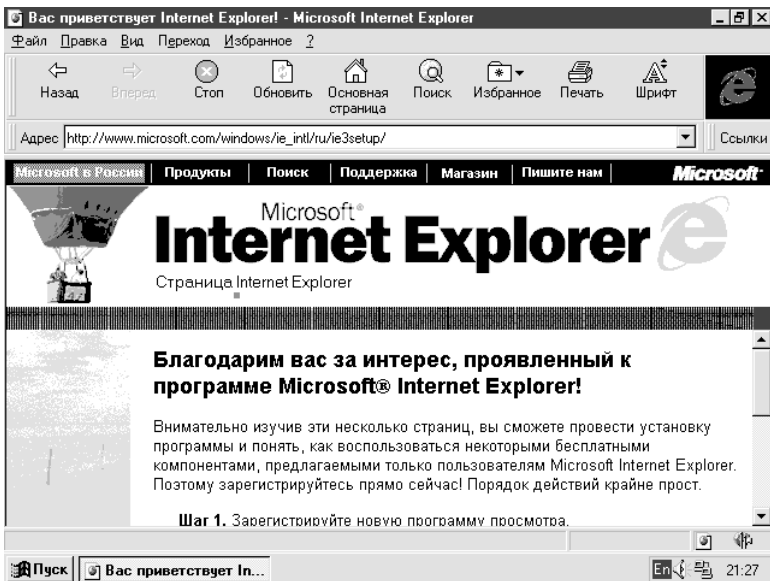 Вас приветствует Internet Explorer! - Microsoft Internet Explorer
Файл Правка Вид Переход Избранное ?
Назад Вперед Стоп Обновить Основная страница Поиск Избранное Печать Шрифт
Адрес http://www.microsoft.com/windows/ie_intl/ru/ie3setup/ Ссылки
Microsoft в России Продукты Поиск Поддержка Магазин Пишите нам Microsoft
Microsoft®
Internet Explorer
Страница Internet Explorer
Благодарим вас за интерес, проявленный к
программе Microsoft® Internet Explorer!
Внимательно изучив эти несколько страниц, вы сможете провести установку
программы и понять, как воспользоваться некоторыми бесплатными
компонентами, предлагаемыми только пользователям Microsoft Internet Explorer.
Поэтому зарегистрируйтесь прямо сейчас! Порядок действий крайне прост.
Шаг 1. Зарегистрируйте новую программу просмотра.
Пуск Вас приветствует In... En 21:27